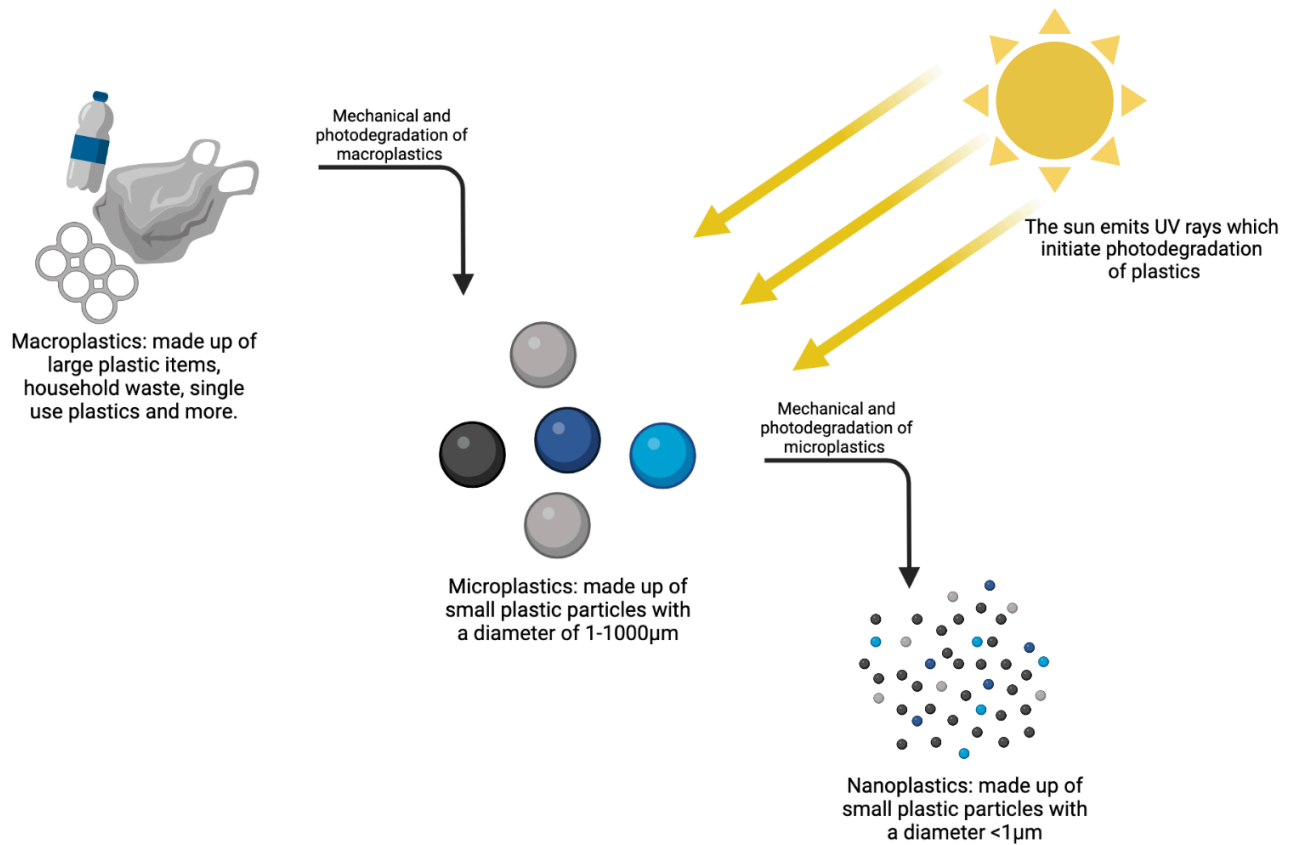 Mechanical and
photodegradation of
macroplastics
The sun emits UV rays which
initiate photodegradation
of plastics
Macroplastics: made up of
large plastic items,
household waste, single
use plastics and more.
Mechanical and
photodegradation of
microplastics
Microplastics: made up of
small plastic particles with
a diameter of 1-1000µm
Nanoplastics: made up of
small plastic particles with
a diameter <1µm